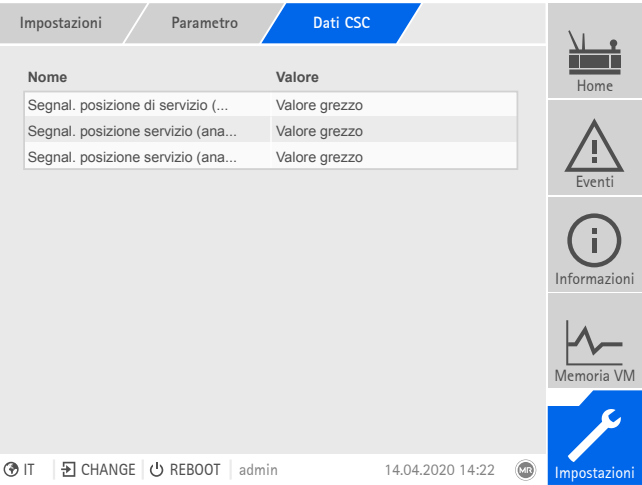 Impostazioni Parametro Dati CSC
Nome Valore
Segnal. posizione di servizio (... Valore grezzo
Segnal. posizione servizio (ana... Valore grezzo
Segnal. posizione servizio (ana... Valore grezzo
Home
Eventi
Informazioni
Memoria VM
Impostazioni
IT CHANGE REBOOT admin 14.04.2020 14:22 MR